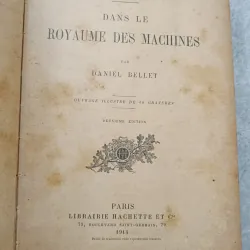 DANS LE
ROYAUME DES MACHINES
PAR
DANIEL BELLET
OUVRAGE ILLUSTRÉ DE 78 GRAVURES
DEUXIÈME ÉDITION
PARIS
LIBRAIRIE HACHETTE ET Cie
79, BOULEVARD SAINT-GERMAIN, 79
1914